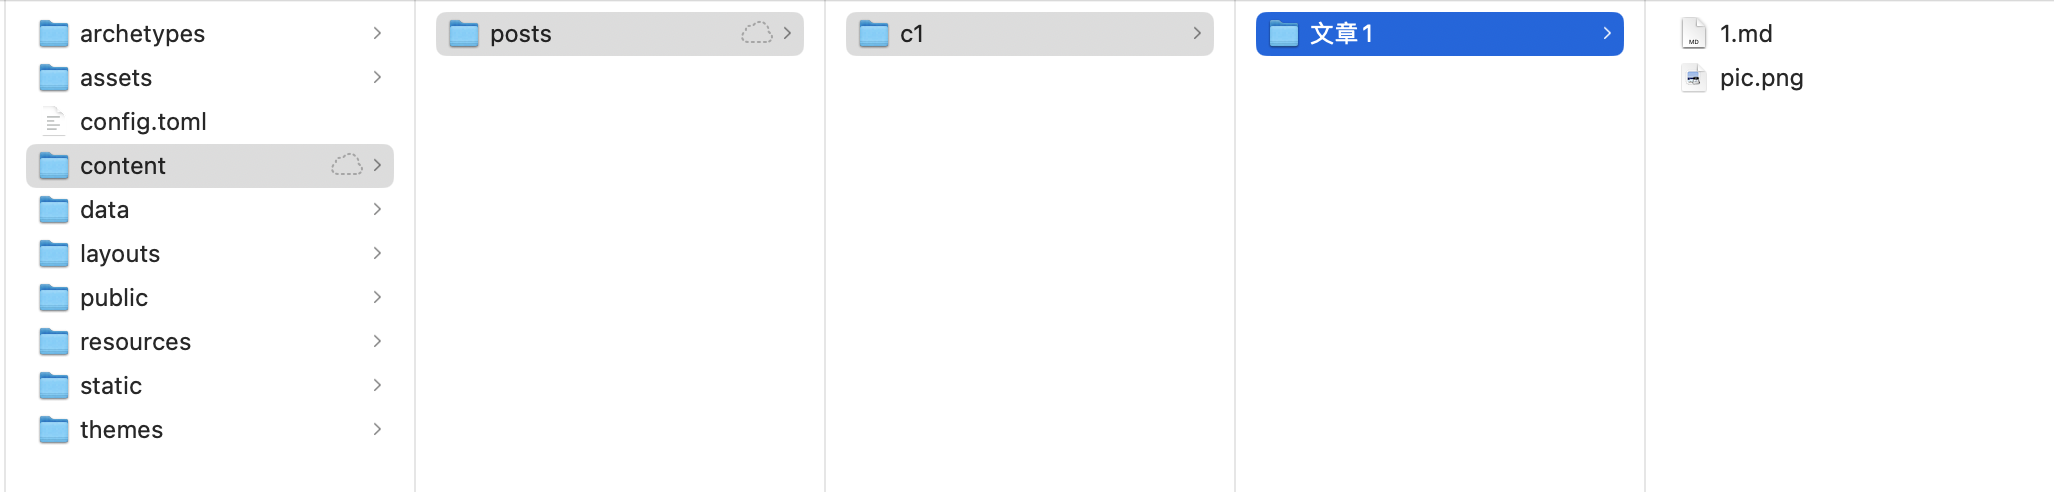 archetypes
assets
config.toml
content
data
layouts
public
resources
static
themes
posts
c1
文章1
1.md
MD
pic.png